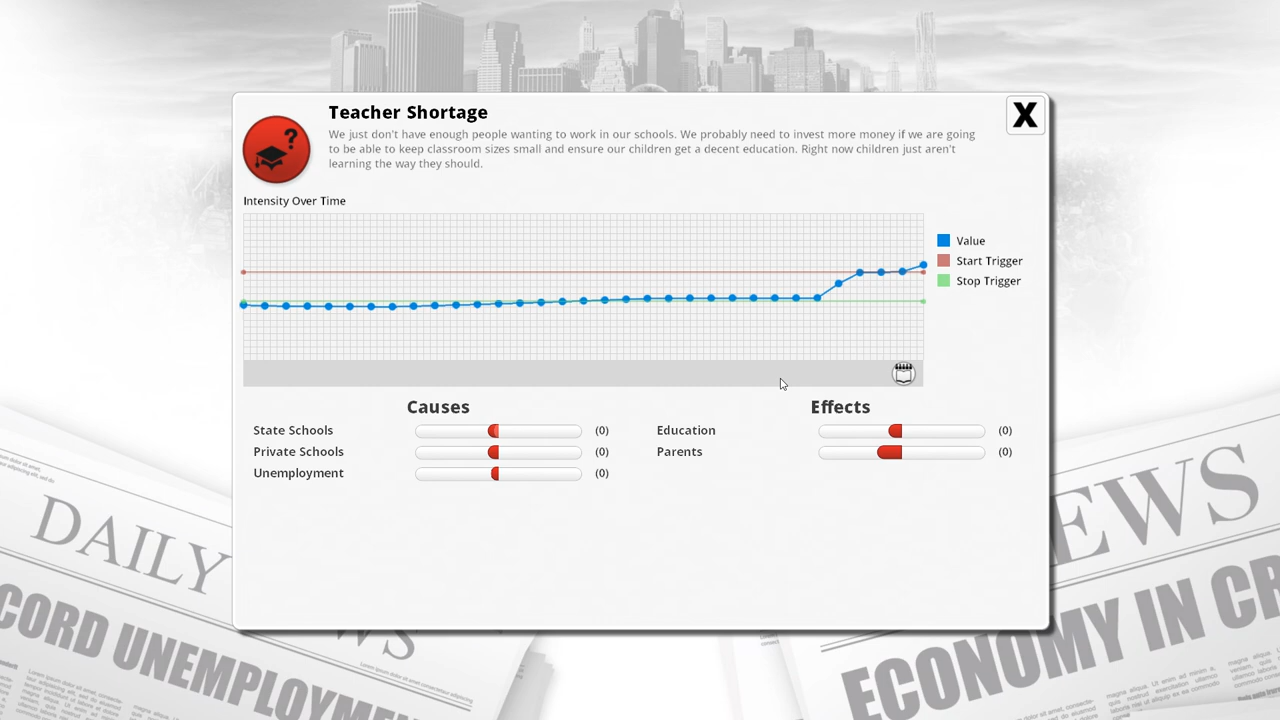 Teacher Shortage
X
We just don't have enough people wanting to work in our schools. We probably need to invest more money if we are going
to be able to keep classroom sizes small and ensure our children get a decent education. Right now children just aren't
learning the way they should.
Intensity Over Time
Value
Start Trigger
Stop Trigger
Causes
Effects
State Schools (0)
Education (0)
Private Schools (0)
Parents (0)
Unemployment (0)
DAILY
WS
CORD UNEMPLOYME
EWS
ECONOMY IN CR